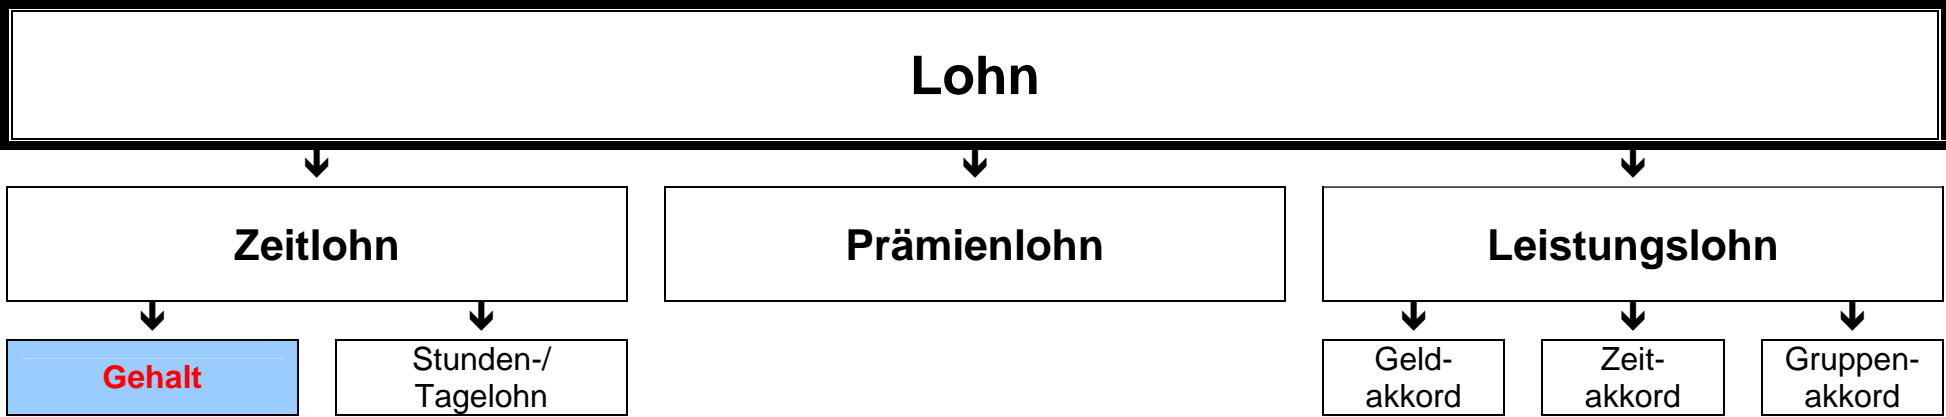 Lohn
Zeitlohn
Prämienlohn
Leistungslohn
Gehalt
Stunden-/
Tagelohn
Geld-
akkord
Zeit-
akkord
Gruppen-
akkord